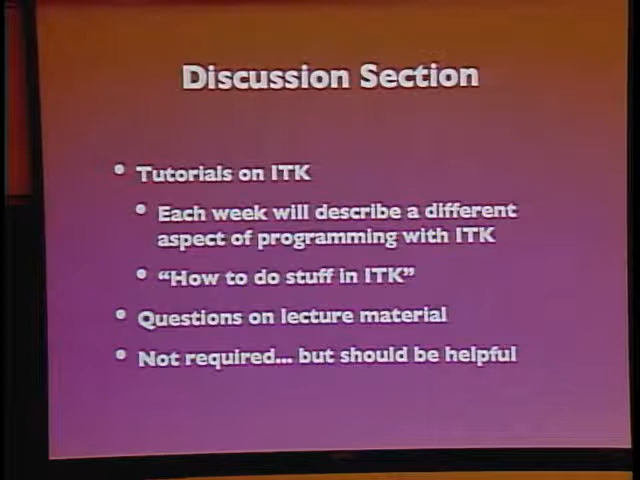 Discussion Section
• Tutorials on ITK
• Each week will describe a different
aspect of programming with ITK
• “How to do stuff in ITK”
• Questions on lecture material
• Not required... but should be helpful